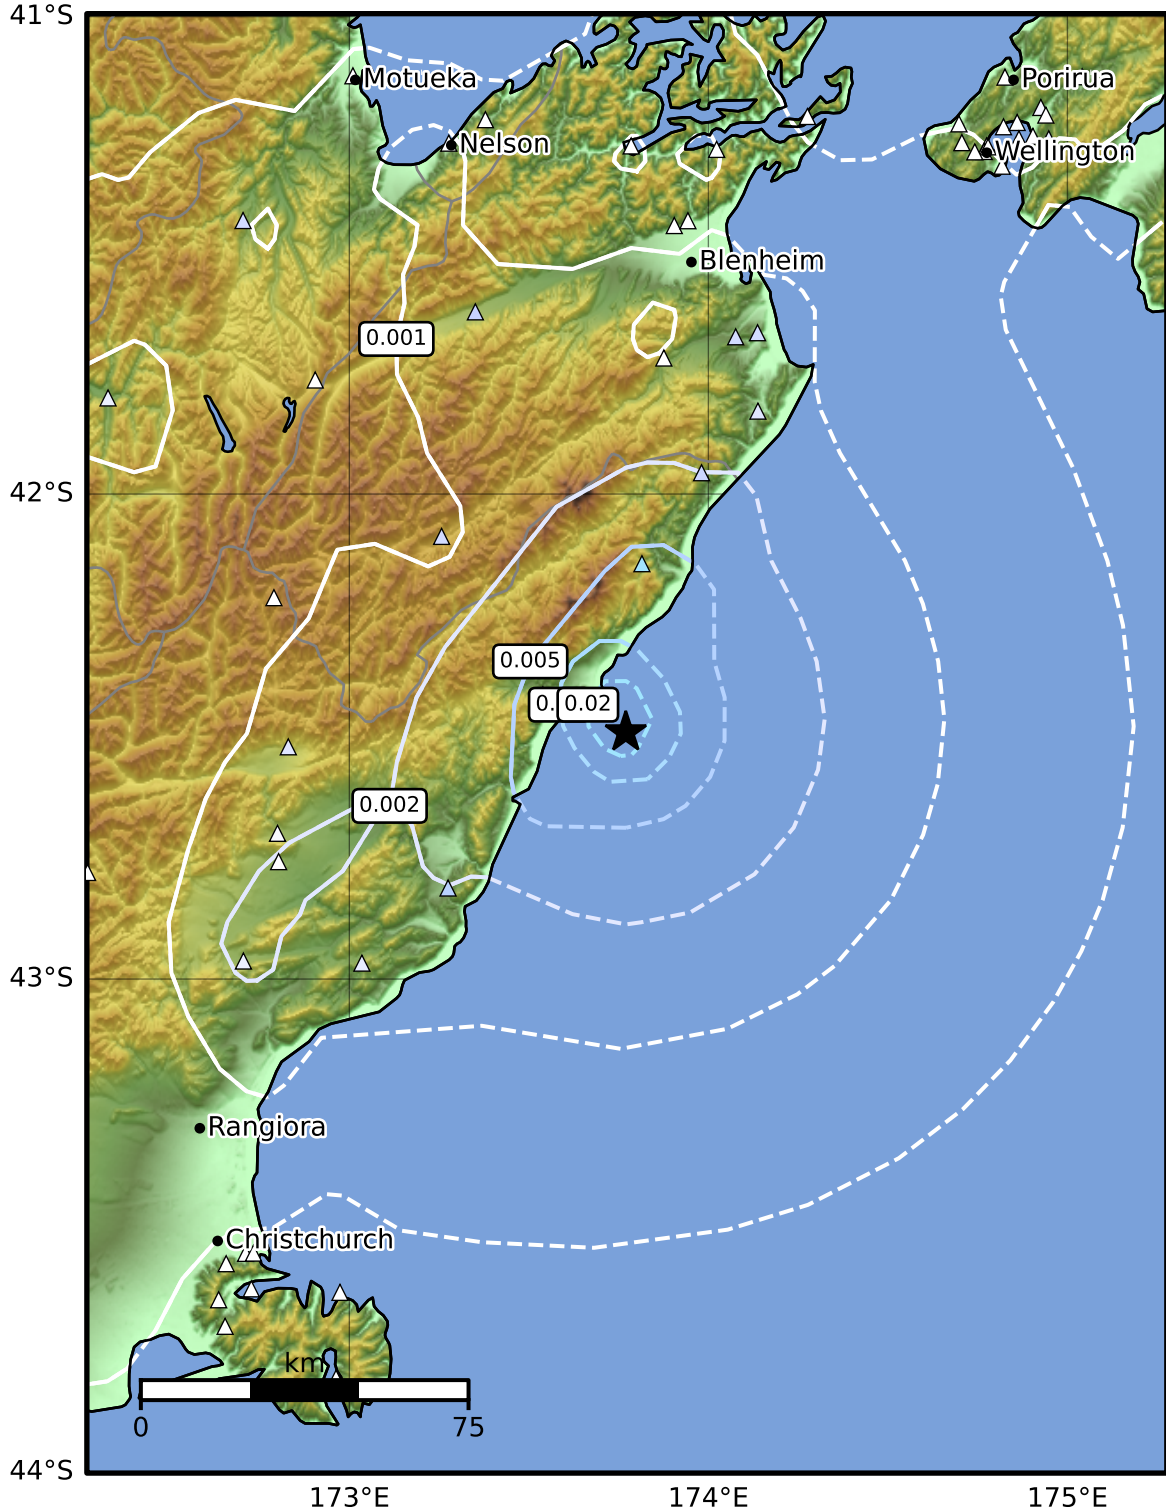 41°S
Motueka
Porirua
Nelson
Wellington
Blenheim
0.001
42°S
0.005
0.
0.02
0.002
43°S
Rangiora
Christchurch
km
0
75
44°S
173°E
174°E
175°E